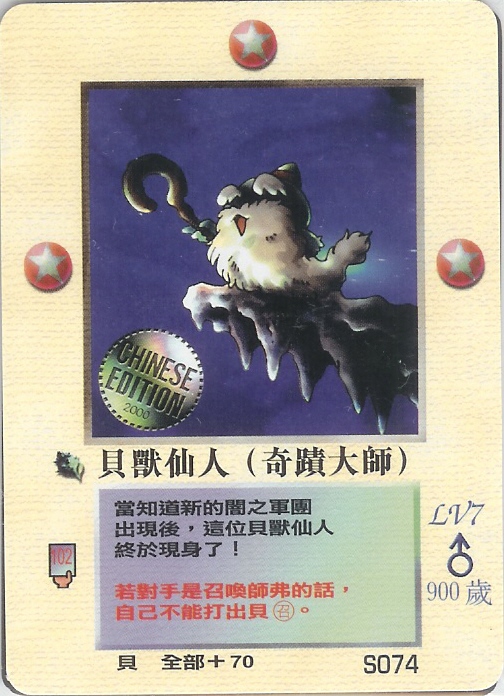 CHINESE
EDITION
2000
貝獸仙人（奇蹟大師）
當知道新的闇之軍團
出現後，這位貝獸仙人
終於現身了！
若對手是召喚師弗的話，
自己不能打出貝㊁。
102
LV7
♂
900歲
貝 全部＋70
S074